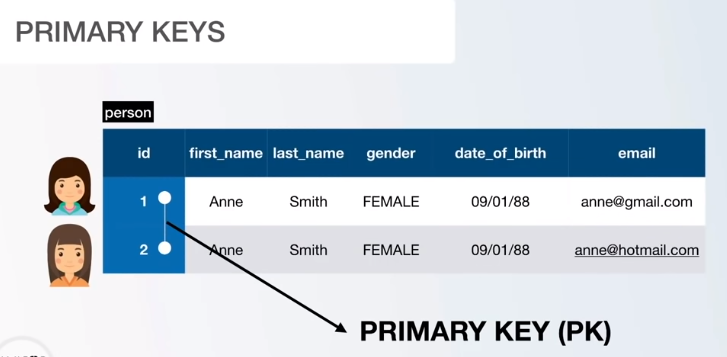 PRIMARY KEYS
person
id first_name last_name gender date_of_birth email
1 Anne Smith FEMALE 09/01/88 anne@gmail.com
2 Anne Smith FEMALE 09/01/88 anne@hotmail.com
PRIMARY KEY (PK)